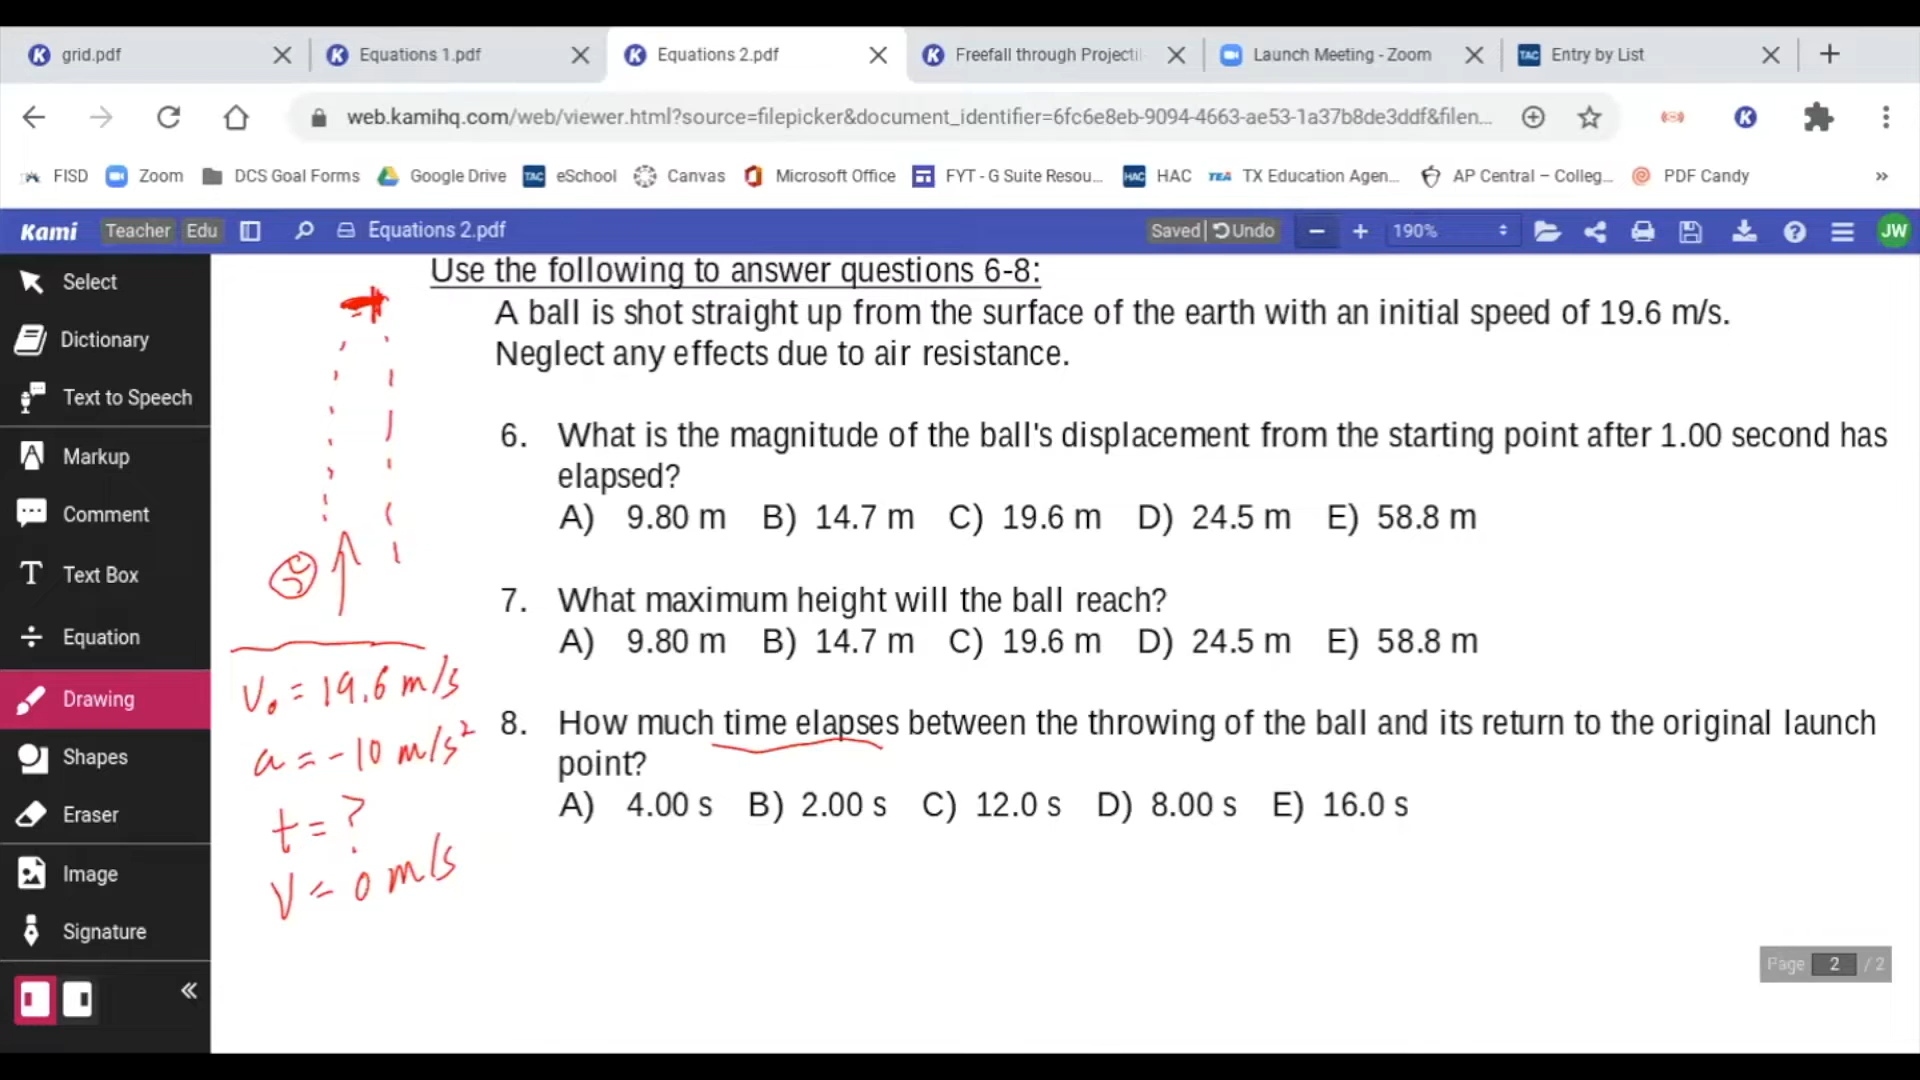 grid.pdf
Equations 1.pdf
Equations 2.pdf
Freefall through Projectil
Launch Meeting - Zoom
TAC
Entry by List
web.kamihq.com/web/viewer.html?source=filepicker&document_identifier=6fc6e8eb-9094-4663-ae53-1a37b8de3ddf&filen...
FISD
Zoom
DCS Goal Forms
Google Drive
TAC
eSchool
Canvas
Microsoft Office
FYT - G Suite Resou...
HAC
HAC
TEA
TX Education Agen...
AP Central – Colleg...
PDF Candy
»
Kami
Teacher
Edu
Equations 2.pdf
Saved
Undo
190%
JW
Select
Dictionary
Text to Speech
Markup
Comment
Text Box
Equation
Drawing
Shapes
Eraser
Image
Signature
Use the following to answer questions 6-8:
A ball is shot straight up from the surface of the earth with an initial speed of 19.6 m/s.
Neglect any effects due to air resistance.
6. What is the magnitude of the ball's displacement from the starting point after 1.00 second has
elapsed?
A) 9.80 m B) 14.7 m C) 19.6 m D) 24.5 m E) 58.8 m
7. What maximum height will the ball reach?
A) 9.80 m B) 14.7 m C) 19.6 m D) 24.5 m E) 58.8 m
8. How much time elapses between the throwing of the ball and its return to the original launch
point?
A) 4.00 s B) 2.00 s C) 12.0 s D) 8.00 s E) 16.0 s
v₀ = 19.6 m/s
a = -10 m/s²
t = ?
v = 0 m/s
Page 2 / 2